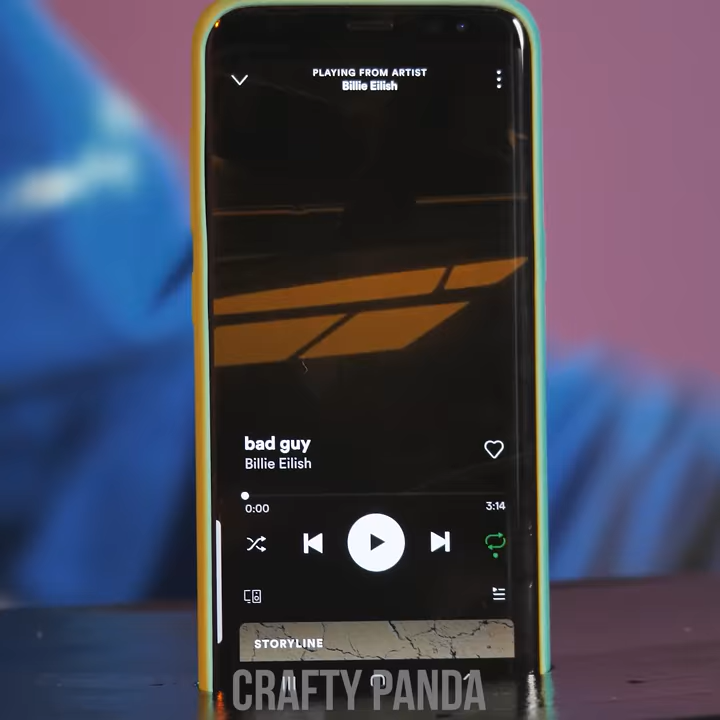 PLAYING FROM ARTIST
Billie Eilish
bad guy
Billie Eilish
0:00 3:14
STORYLINE
CRAFTY PANDA